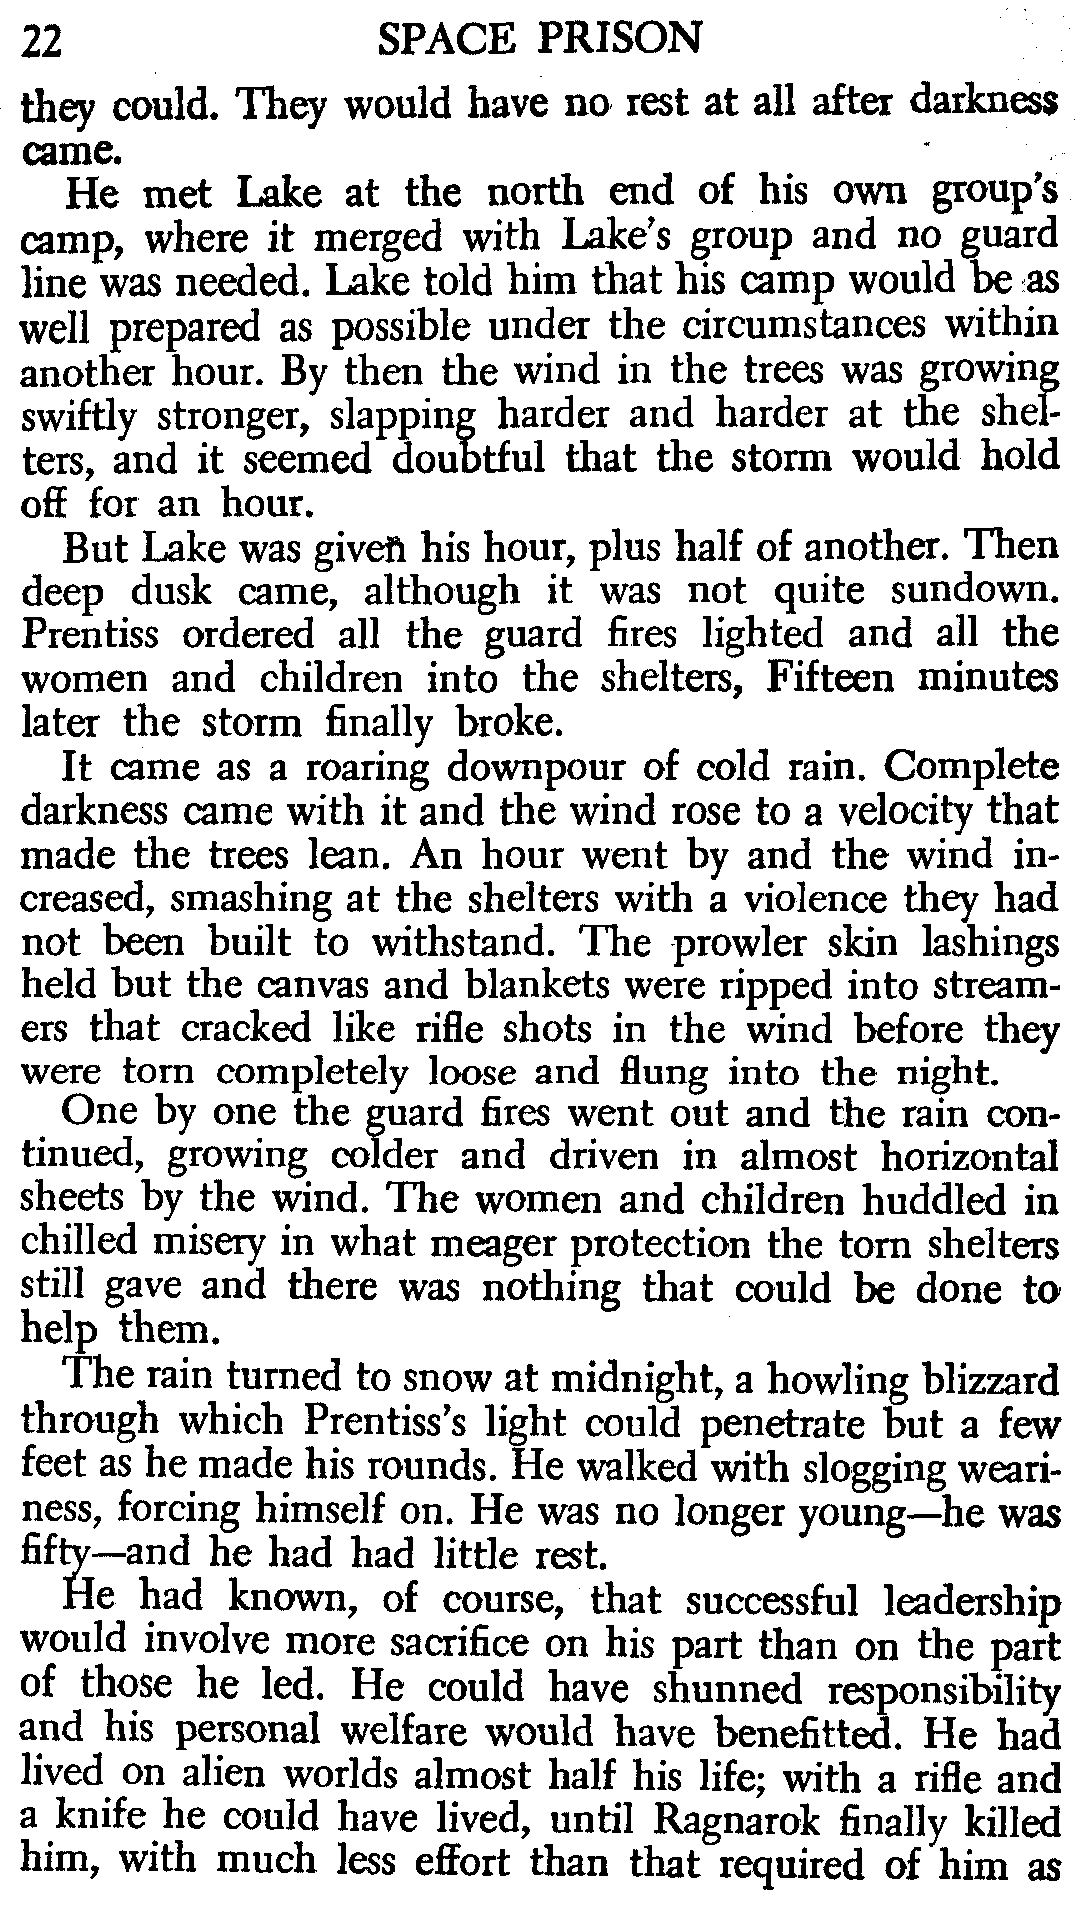 22 SPACE PRISON
they could. They would have no rest at all after darkness
came.
He met Lake at the north end of his own group's
camp, where it merged with Lake's group and no guard
line was needed. Lake told him that his camp would be as
well prepared as possible under the circumstances within
another hour. By then the wind in the trees was growing
swiftly stronger, slapping harder and harder at the shel-
ters, and it seemed doubtful that the storm would hold
off for an hour.
But Lake was given his hour, plus half of another. Then
deep dusk came, although it was not quite sundown.
Prentiss ordered all the guard fires lighted and all the
women and children into the shelters, Fifteen minutes
later the storm finally broke.
It came as a roaring downpour of cold rain. Complete
darkness came with it and the wind rose to a velocity that
made the trees lean. An hour went by and the wind in-
creased, smashing at the shelters with a violence they had
not been built to withstand. The prowler skin lashings
held but the canvas and blankets were ripped into stream-
ers that cracked like rifle shots in the wind before they
were torn completely loose and flung into the night.
One by one the guard fires went out and the rain con-
tinued, growing colder and driven in almost horizontal
sheets by the wind. The women and children huddled in
chilled misery in what meager protection the torn shelters
still gave and there was nothing that could be done to
help them.
The rain turned to snow at midnight, a howling blizzard
through which Prentiss's light could penetrate but a few
feet as he made his rounds. He walked with slogging weari-
ness, forcing himself on. He was no longer young—he was
fifty—and he had had little rest.
He had known, of course, that successful leadership
would involve more sacrifice on his part than on the part
of those he led. He could have shunned responsibility
and his personal welfare would have benefitted. He had
lived on alien worlds almost half his life; with a rifle and
a knife he could have lived, until Ragnarok finally killed
him, with much less effort than that required of him as